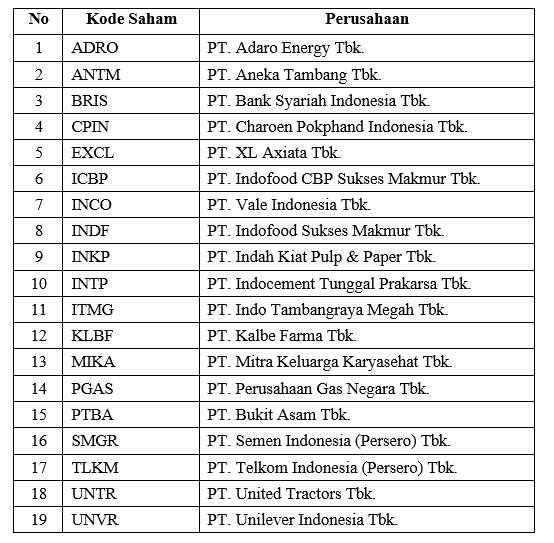 No Kode Saham Perusahaan
1 ADRO PT. Adaro Energy Tbk.
2 ANTM PT. Aneka Tambang Tbk.
3 BRIS PT. Bank Syariah Indonesia Tbk.
4 CPIN PT. Charoen Pokphand Indonesia Tbk.
5 EXCL PT. XL Axiata Tbk.
6 ICBP PT. Indofood CBP Sukses Makmur Tbk.
7 INCO PT. Vale Indonesia Tbk.
8 INDF PT. Indofood Sukses Makmur Tbk.
9 INKP PT. Indah Kiat Pulp & Paper Tbk.
10 INTP PT. Indocement Tunggal Prakarsa Tbk.
11 ITMG PT. Indo Tambangraya Megah Tbk.
12 KLBF PT. Kalbe Farma Tbk.
13 MIKA PT. Mitra Keluarga Karyasehat Tbk.
14 PGAS PT. Perusahaan Gas Negara Tbk.
15 PTBA PT. Bukit Asam Tbk.
16 SMGR PT. Semen Indonesia (Persero) Tbk.
17 TLKM PT. Telkom Indonesia (Persero) Tbk.
18 UNTR PT. United Tractors Tbk.
19 UNVR PT. Unilever Indonesia Tbk.